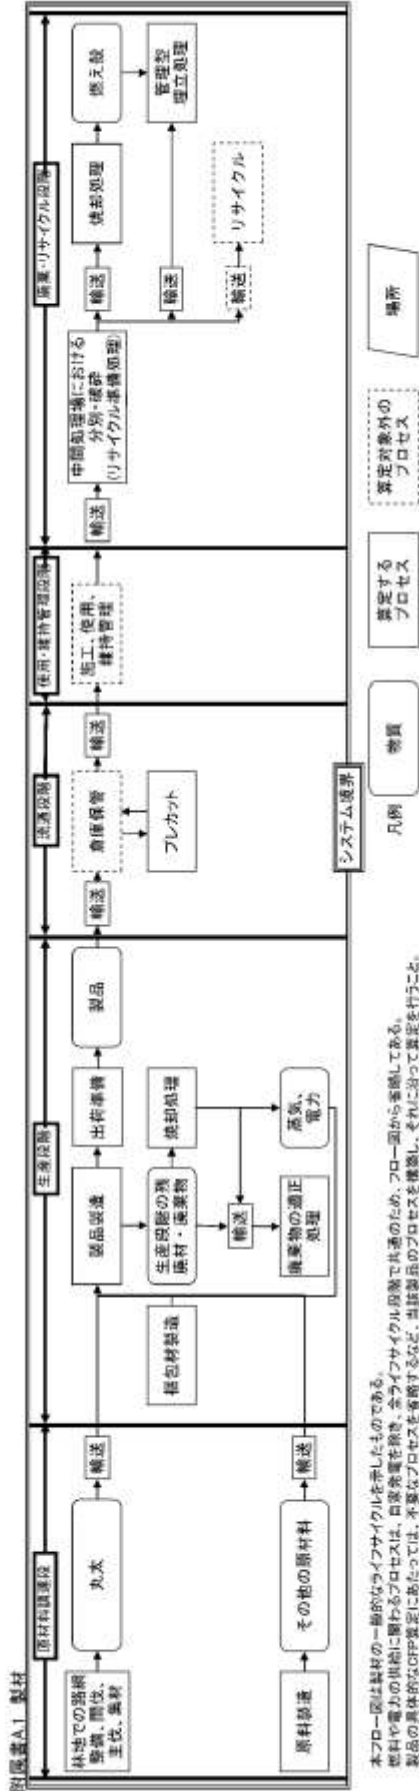 附属書A.1 製材
原材料調達段
生産段階
流通段階
使用・維持管理段階
廃棄・リサイクル段階
林地での路網
整備、間伐、
主伐、集材
丸太
輸送
原料製造
その他の原材料
輸送
梱包材製造
製品製造
出荷準備
製品
生産段階の残
廃材・廃棄物
焼却処理
輸送
廃棄物の適正
処理
蒸気、
電力
輸送
倉庫保管
プレカット
輸送
施工、使用、
維持管理
輸送
中間処理場における
分別・破砕
(リサイクル準備処理)
輸送
焼却処理
燃え殻
輸送
管理型
埋立処理
輸送
リサイクル
システム境界
凡例
物質
算定する
プロセス
算定対象外の
プロセス
場所
本フロー図は製材の一般的なライフサイクルを示したものである。
燃料や電力の供給に関わるプロセスは、自家発電を除き、全ライフサイクル段階で共通のため、フロー図から省略してある。
製品の具体的なCFP算定にあたっては、不要なプロセスを省略するなど、当該製品のプロセスを構築し、それに沿って算定を行うこと。